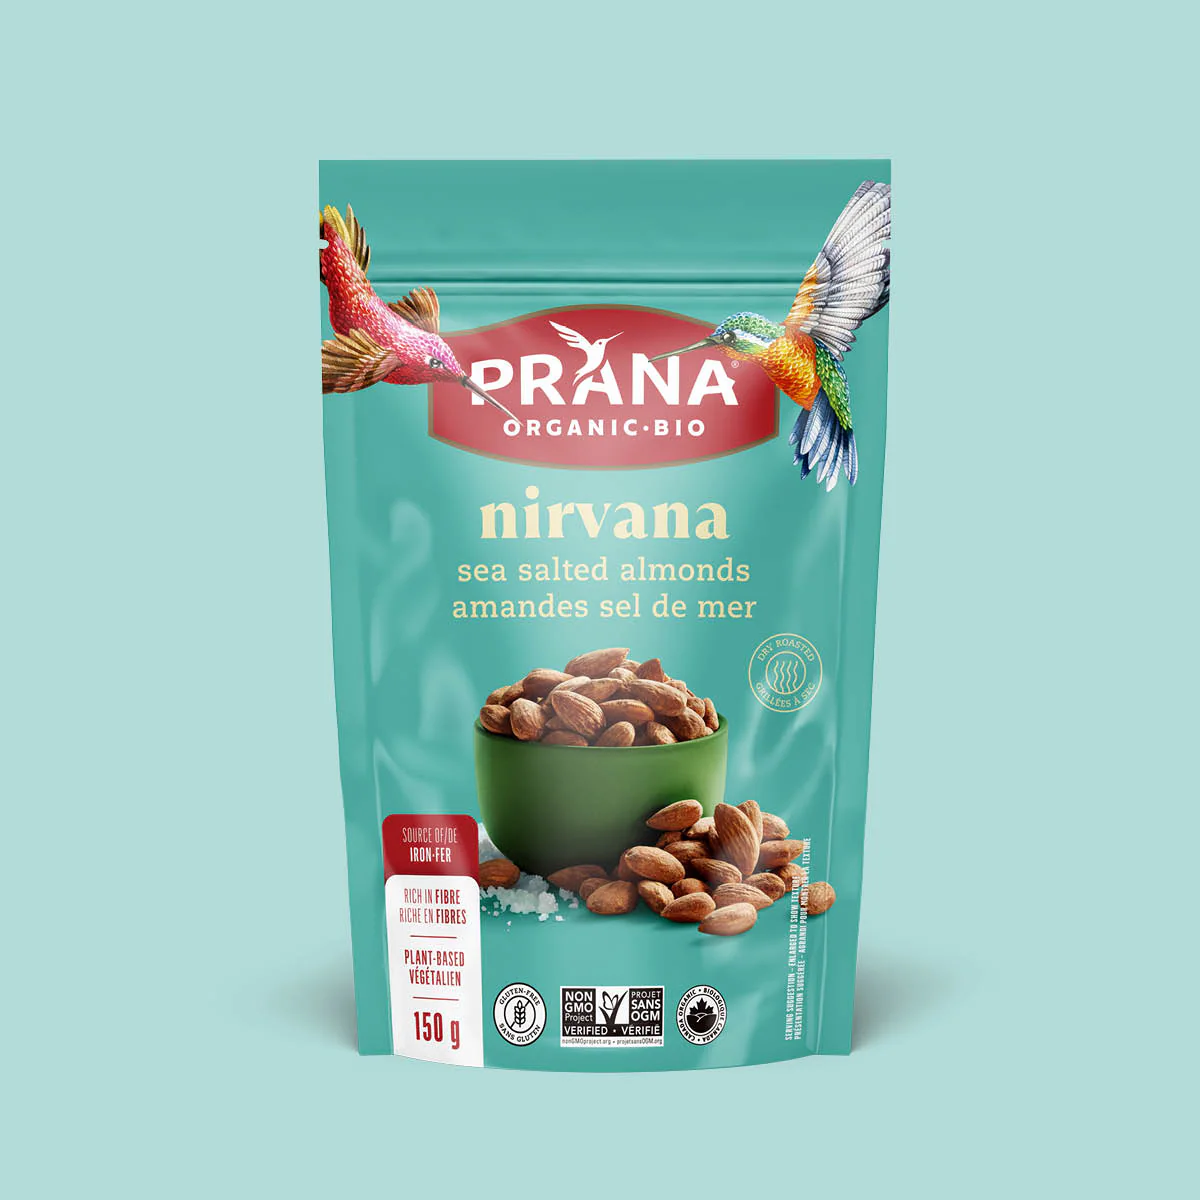 PRANA®
ORGANIC·BIO
nirvana
sea salted almonds
amandes sel de mer
DRY ROASTED
GRILLÉES À SEC
SOURCE OF/DE
IRON·FER
RICH IN FIBRE
RICHE EN FIBRES
PLANT-BASED
VÉGÉTALIEN
150 g
GLUTEN-FREE
SANS GLUTEN
NON
GMO
Project
VERIFIED • VÉRIFIÉ
PROJET
SANS
OGM
nonGMOproject.org • projetsansOGM.org
CANADA ORGANIC • BIOLOGIQUE CANADA •
SERVING SUGGESTION – ENLARGED TO SHOW TEXTURE
PRÉSENTATION SUGGÉRÉE – AGRANDI POUR MONTRER LA TEXTURE